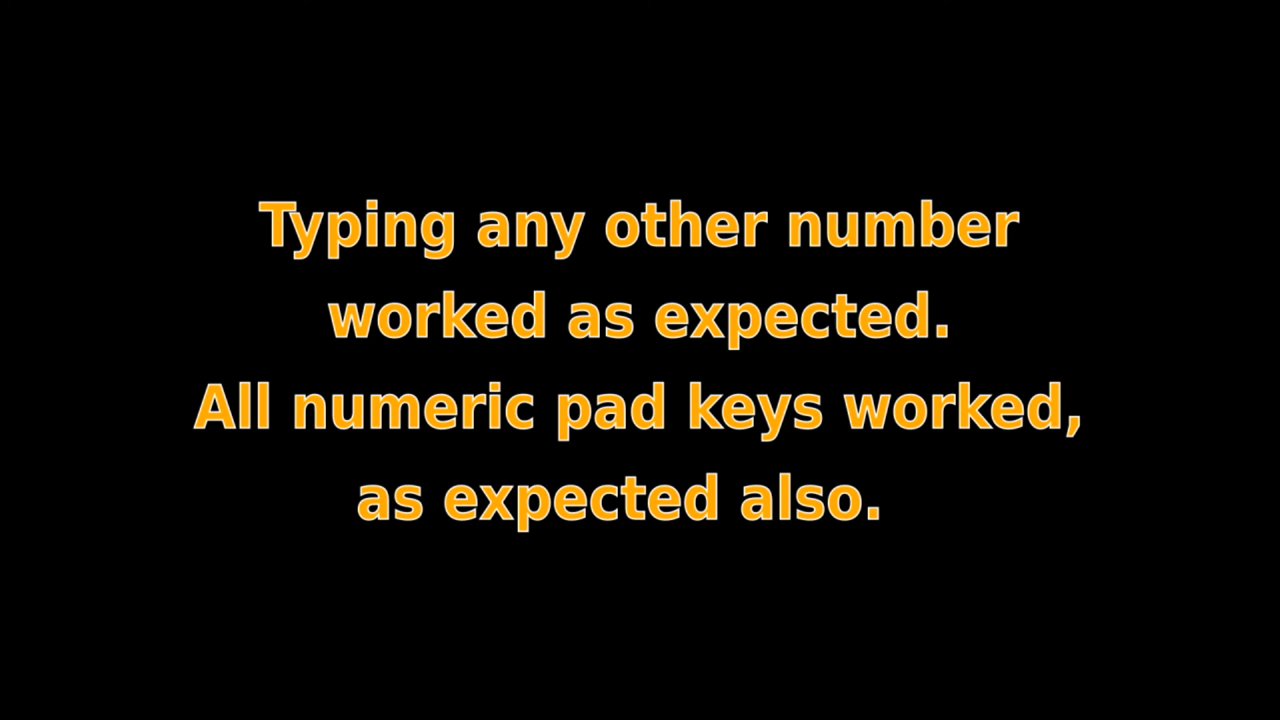 Typing any other number
worked as expected.
All numeric pad keys worked,
as expected also.